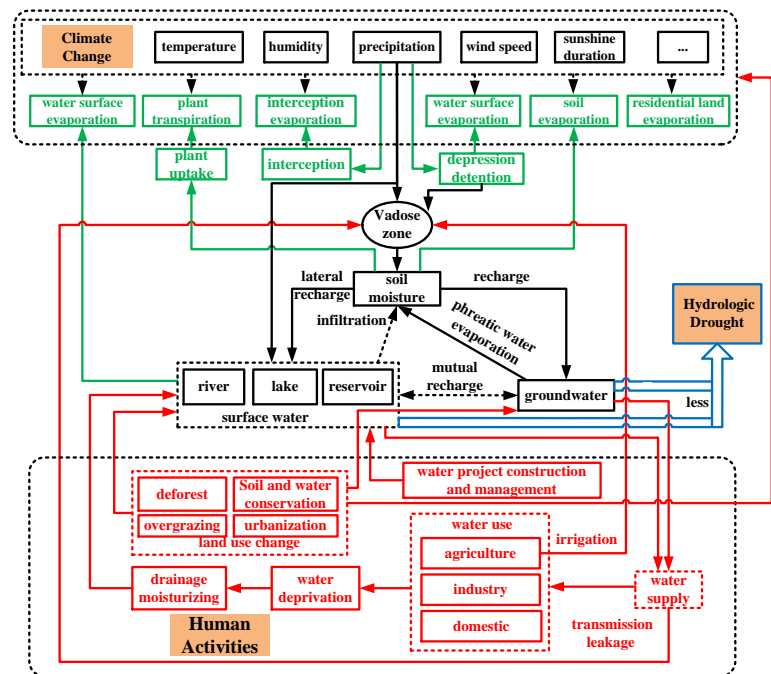 Climate
Change
temperature
humidity
precipitation
wind speed
sunshine
duration
...
water surface
evaporation
plant
transpiration
interception
evaporation
water surface
evaporation
soil
evaporation
residential land
evaporation
plant
uptake
interception
depression
detention
Vadose
zone
lateral
recharge
soil
moisture
recharge
infiltration
phreatic water
evaporation
Hydrologic
Drought
river
lake
reservoir
surface water
mutual
recharge
groundwater
less
deforest
Soil and water
conservation
overgrazing
urbanization
land use change
water project construction
and management
water use
agriculture
industry
domestic
irrigation
drainage
moisturizing
water
deprivation
water
supply
transmission
leakage
Human
Activities